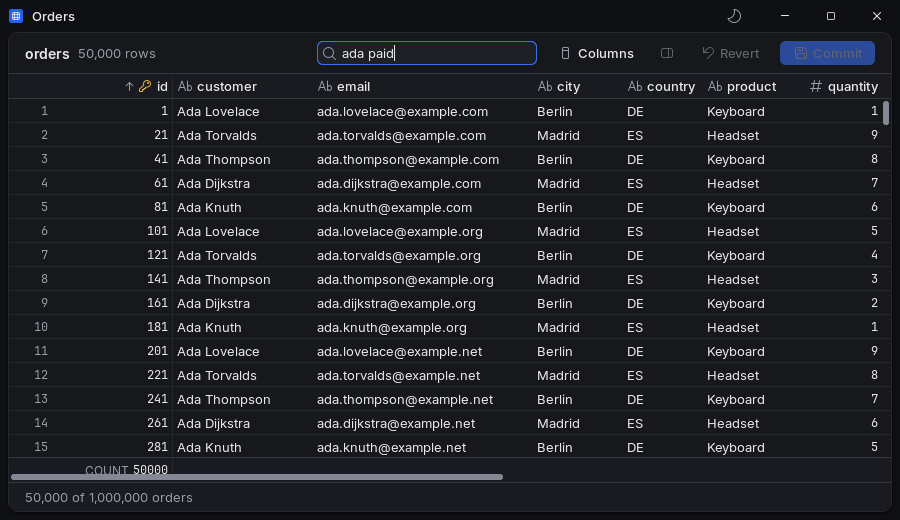 Orders
orders 50,000 rows ada paid Columns Revert Commit
id Ab customer Ab email Ab city Ab country Ab product # quantity
1 1 Ada Lovelace ada.lovelace@example.com Berlin DE Keyboard 1
2 21 Ada Torvalds ada.torvalds@example.com Madrid ES Headset 9
3 41 Ada Thompson ada.thompson@example.com Berlin DE Keyboard 8
4 61 Ada Dijkstra ada.dijkstra@example.com Madrid ES Headset 7
5 81 Ada Knuth ada.knuth@example.com Berlin DE Keyboard 6
6 101 Ada Lovelace ada.lovelace@example.org Madrid ES Headset 5
7 121 Ada Torvalds ada.torvalds@example.org Berlin DE Keyboard 4
8 141 Ada Thompson ada.thompson@example.org Madrid ES Headset 3
9 161 Ada Dijkstra ada.dijkstra@example.org Berlin DE Keyboard 2
10 181 Ada Knuth ada.knuth@example.org Madrid ES Headset 1
11 201 Ada Lovelace ada.lovelace@example.net Berlin DE Keyboard 9
12 221 Ada Torvalds ada.torvalds@example.net Madrid ES Headset 8
13 241 Ada Thompson ada.thompson@example.net Berlin DE Keyboard 7
14 261 Ada Dijkstra ada.dijkstra@example.net Madrid ES Headset 6
15 281 Ada Knuth ada.knuth@example.net Berlin DE Keyboard 5
COUNT 50000
50,000 of 1,000,000 orders